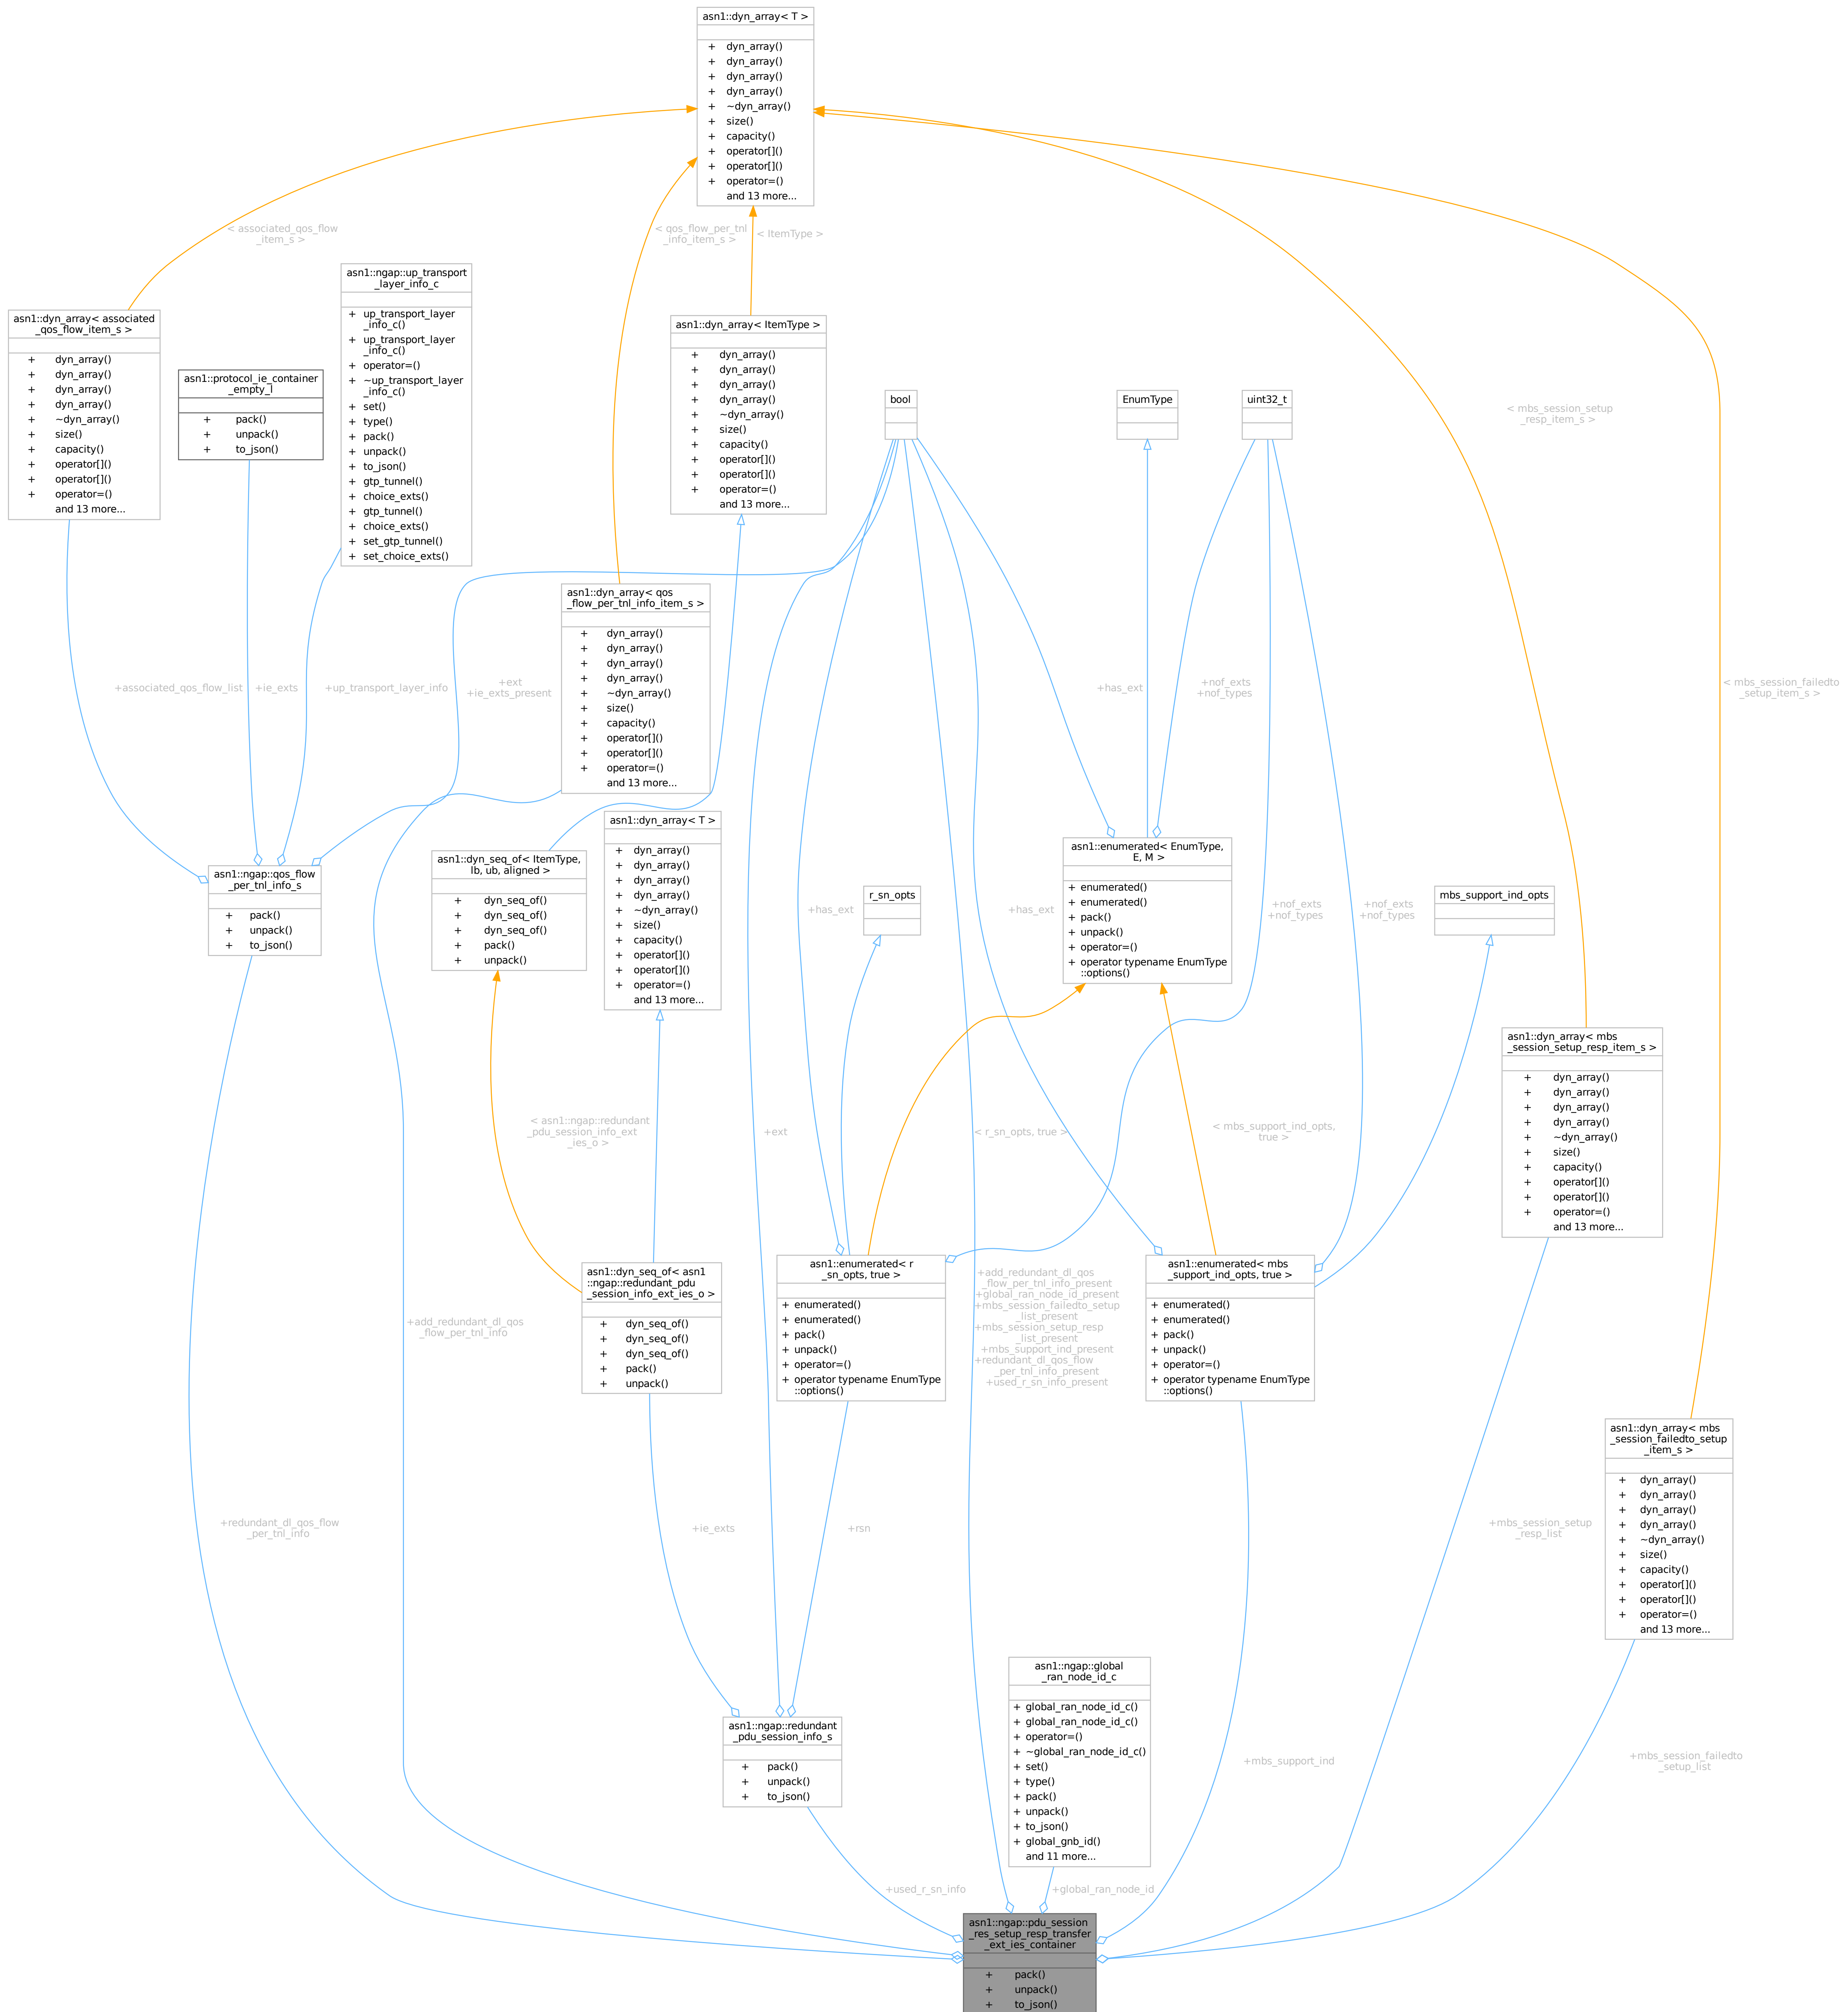 asn1::dyn_array< T >
+ dyn_array()
+ dyn_array()
+ dyn_array()
+ dyn_array()
+ ~dyn_array()
+ size()
+ capacity()
+ operator[]()
+ operator[]()
+ operator=()
and 13 more...
< associated_qos_flow
_item_s >
< qos_flow_per_tnl
_info_item_s >
< ItemType >
asn1::ngap::up_transport
_layer_info_c
+ up_transport_layer
_info_c()
+ up_transport_layer
_info_c()
+ operator=()
+ ~up_transport_layer
_info_c()
+ set()
+ type()
+ pack()
+ unpack()
+ to_json()
+ gtp_tunnel()
+ choice_exts()
+ gtp_tunnel()
+ choice_exts()
+ set_gtp_tunnel()
+ set_choice_exts()
asn1::dyn_array< associated
_qos_flow_item_s >
+ dyn_array()
+ dyn_array()
+ dyn_array()
+ dyn_array()
+ ~dyn_array()
+ size()
+ capacity()
+ operator[]()
+ operator[]()
+ operator=()
and 13 more...
asn1::protocol_ie_container
_empty_l
+ pack()
+ unpack()
+ to_json()
asn1::dyn_array< ItemType >
+ dyn_array()
+ dyn_array()
+ dyn_array()
+ dyn_array()
+ ~dyn_array()
+ size()
+ capacity()
+ operator[]()
+ operator[]()
+ operator=()
and 13 more...
bool
EnumType
uint32_t
< mbs_session_setup
_resp_item_s >
asn1::dyn_array< qos
_flow_per_tnl_info_item_s >
+ dyn_array()
+ dyn_array()
+ dyn_array()
+ dyn_array()
+ ~dyn_array()
+ size()
+ capacity()
+ operator[]()
+ operator[]()
+ operator=()
and 13 more...
+associated_qos_flow_list
+ie_exts
+up_transport_layer_info
+ext
+ie_exts_present
+has_ext
+nof_exts
+nof_types
< mbs_session_failedto
_setup_item_s >
asn1::dyn_array< T >
+ dyn_array()
+ dyn_array()
+ dyn_array()
+ dyn_array()
+ ~dyn_array()
+ size()
+ capacity()
+ operator[]()
+ operator[]()
+ operator=()
and 13 more...
asn1::enumerated< EnumType,
E, M >
+ enumerated()
+ enumerated()
+ pack()
+ unpack()
+ operator=()
+ operator typename EnumType
::options()
asn1::dyn_seq_of< ItemType,
lb, ub, aligned >
+ dyn_seq_of()
+ dyn_seq_of()
+ dyn_seq_of()
+ pack()
+ unpack()
asn1::ngap::qos_flow
_per_tnl_info_s
+ pack()
+ unpack()
+ to_json()
r_sn_opts
mbs_support_ind_opts
+has_ext
+has_ext
+nof_exts
+nof_types
+nof_exts
+nof_types
asn1::dyn_array< mbs
_session_setup_resp_item_s >
+ dyn_array()
+ dyn_array()
+ dyn_array()
+ dyn_array()
+ ~dyn_array()
+ size()
+ capacity()
+ operator[]()
+ operator[]()
+ operator=()
and 13 more...
< asn1::ngap::redundant
_pdu_session_info_ext
_ies_o >
+ext
< r_sn_opts, true >
< mbs_support_ind_opts,
true >
asn1::dyn_seq_of< asn1
::ngap::redundant_pdu
_session_info_ext_ies_o >
+ dyn_seq_of()
+ dyn_seq_of()
+ dyn_seq_of()
+ pack()
+ unpack()
asn1::enumerated< r
_sn_opts, true >
+ enumerated()
+ enumerated()
+ pack()
+ unpack()
+ operator=()
+ operator typename EnumType
::options()
+add_redundant_dl_qos
_flow_per_tnl_info_present
+global_ran_node_id_present
+mbs_session_failedto_setup
_list_present
+mbs_session_setup_resp
_list_present
+mbs_support_ind_present
+redundant_dl_qos_flow
_per_tnl_info_present
+used_r_sn_info_present
asn1::enumerated< mbs
_support_ind_opts, true >
+ enumerated()
+ enumerated()
+ pack()
+ unpack()
+ operator=()
+ operator typename EnumType
::options()
+add_redundant_dl_qos
_flow_per_tnl_info
asn1::dyn_array< mbs
_session_failedto_setup
_item_s >
+ dyn_array()
+ dyn_array()
+ dyn_array()
+ dyn_array()
+ ~dyn_array()
+ size()
+ capacity()
+ operator[]()
+ operator[]()
+ operator=()
and 13 more...
+redundant_dl_qos_flow
_per_tnl_info
+ie_exts
+rsn
+mbs_session_setup
_resp_list
asn1::ngap::global
_ran_node_id_c
+ global_ran_node_id_c()
+ global_ran_node_id_c()
+ operator=()
+ ~global_ran_node_id_c()
+ set()
+ type()
+ pack()
+ unpack()
+ to_json()
+ global_gnb_id()
and 11 more...
asn1::ngap::redundant
_pdu_session_info_s
+ pack()
+ unpack()
+ to_json()
+mbs_support_ind
+mbs_session_failedto
_setup_list
+used_r_sn_info
+global_ran_node_id
asn1::ngap::pdu_session
_res_setup_resp_transfer
_ext_ies_container
+ pack()
+ unpack()
+ to_json()